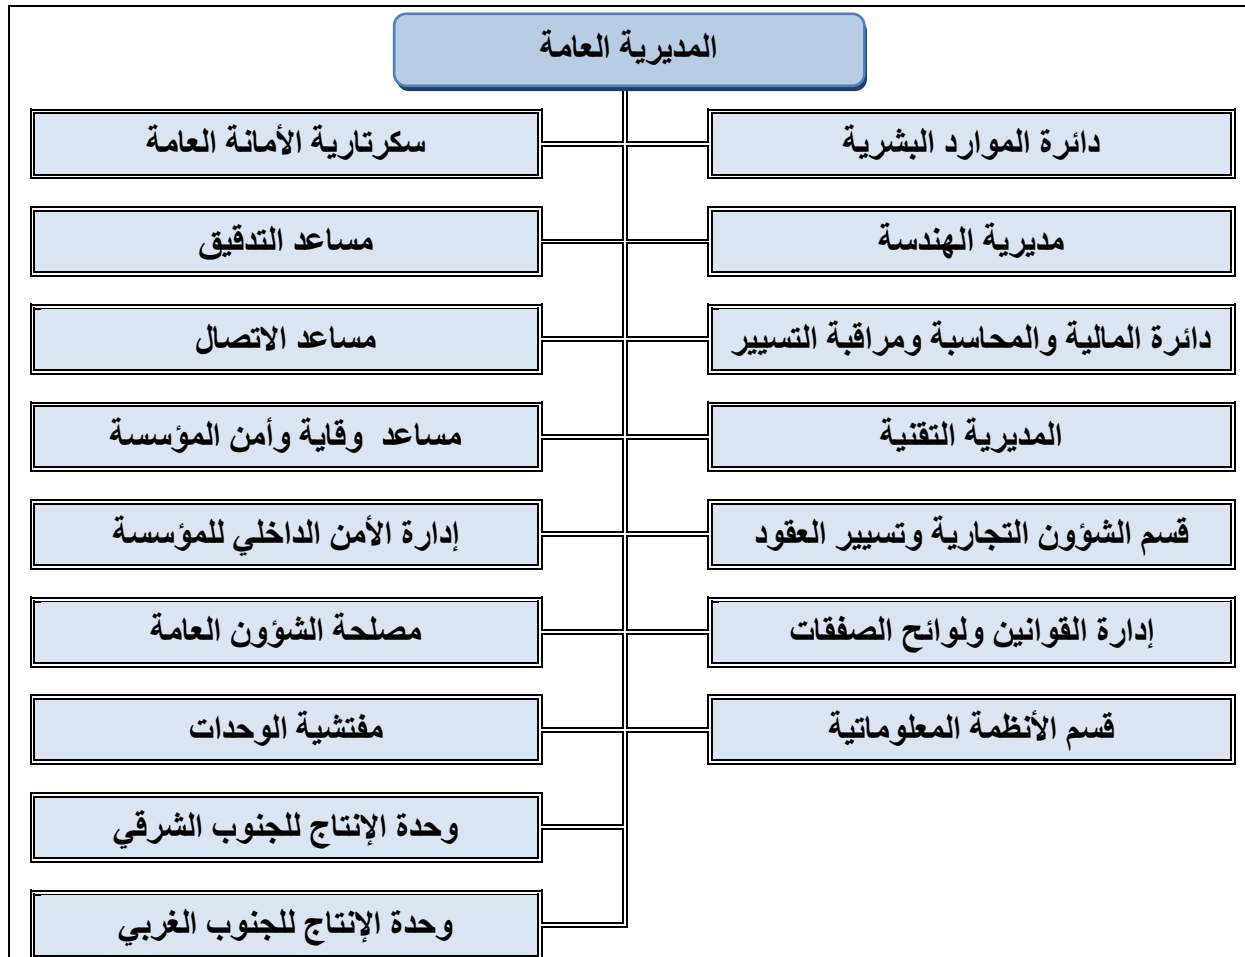 المديرية العامة
دائرة الموارد البشرية
سكرتارية الأمانة العامة
مديرية الهندسة
مساعد التدقيق
دائرة المالية والمحاسبة ومراقبة التسيير
مساعد الاتصال
المديرية التقنية
مساعد وقاية وأمن المؤسسة
قسم الشؤون التجارية وتسيير العقود
إدارة الأمن الداخلي للمؤسسة
إدارة القوانين ولوائح الصفقات
مصلحة الشؤون العامة
قسم الأنظمة المعلوماتية
مفتشية الوحدات
وحدة الإنتاج للجنوب الشرقي
وحدة الإنتاج للجنوب الغربي